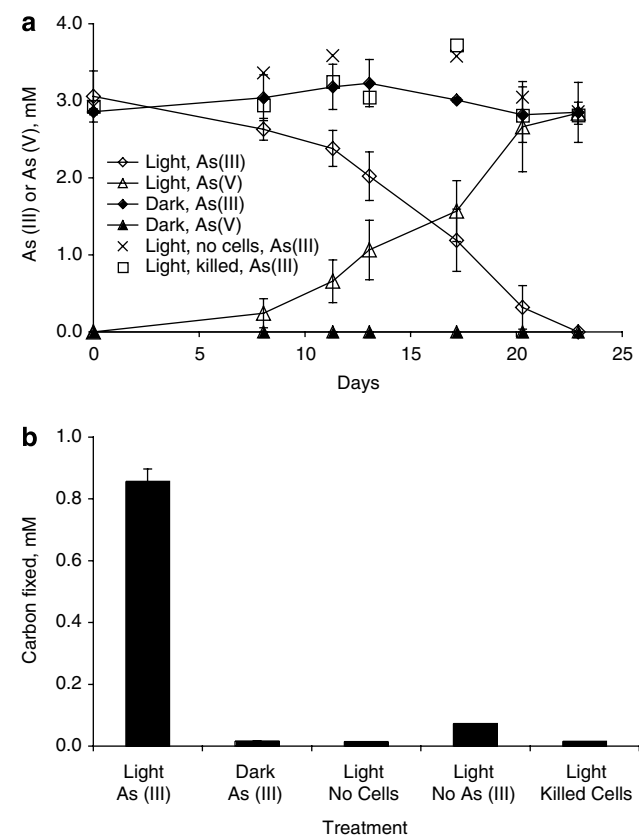 a
As (III) or As (V), mM
4.0
3.0
2.0
1.0
0.0
Light, As(III)
Light, As(V)
Dark, As(III)
Dark, As(V)
Light, no cells, As(III)
Light, killed, As(III)
0 5 10 15 20 25
Days
b
Carbon fixed, mM
1.0
0.8
0.6
0.4
0.2
0.0
Light Dark Light Light Light
As (III) As (III) No Cells No As (III) Killed Cells
Treatment